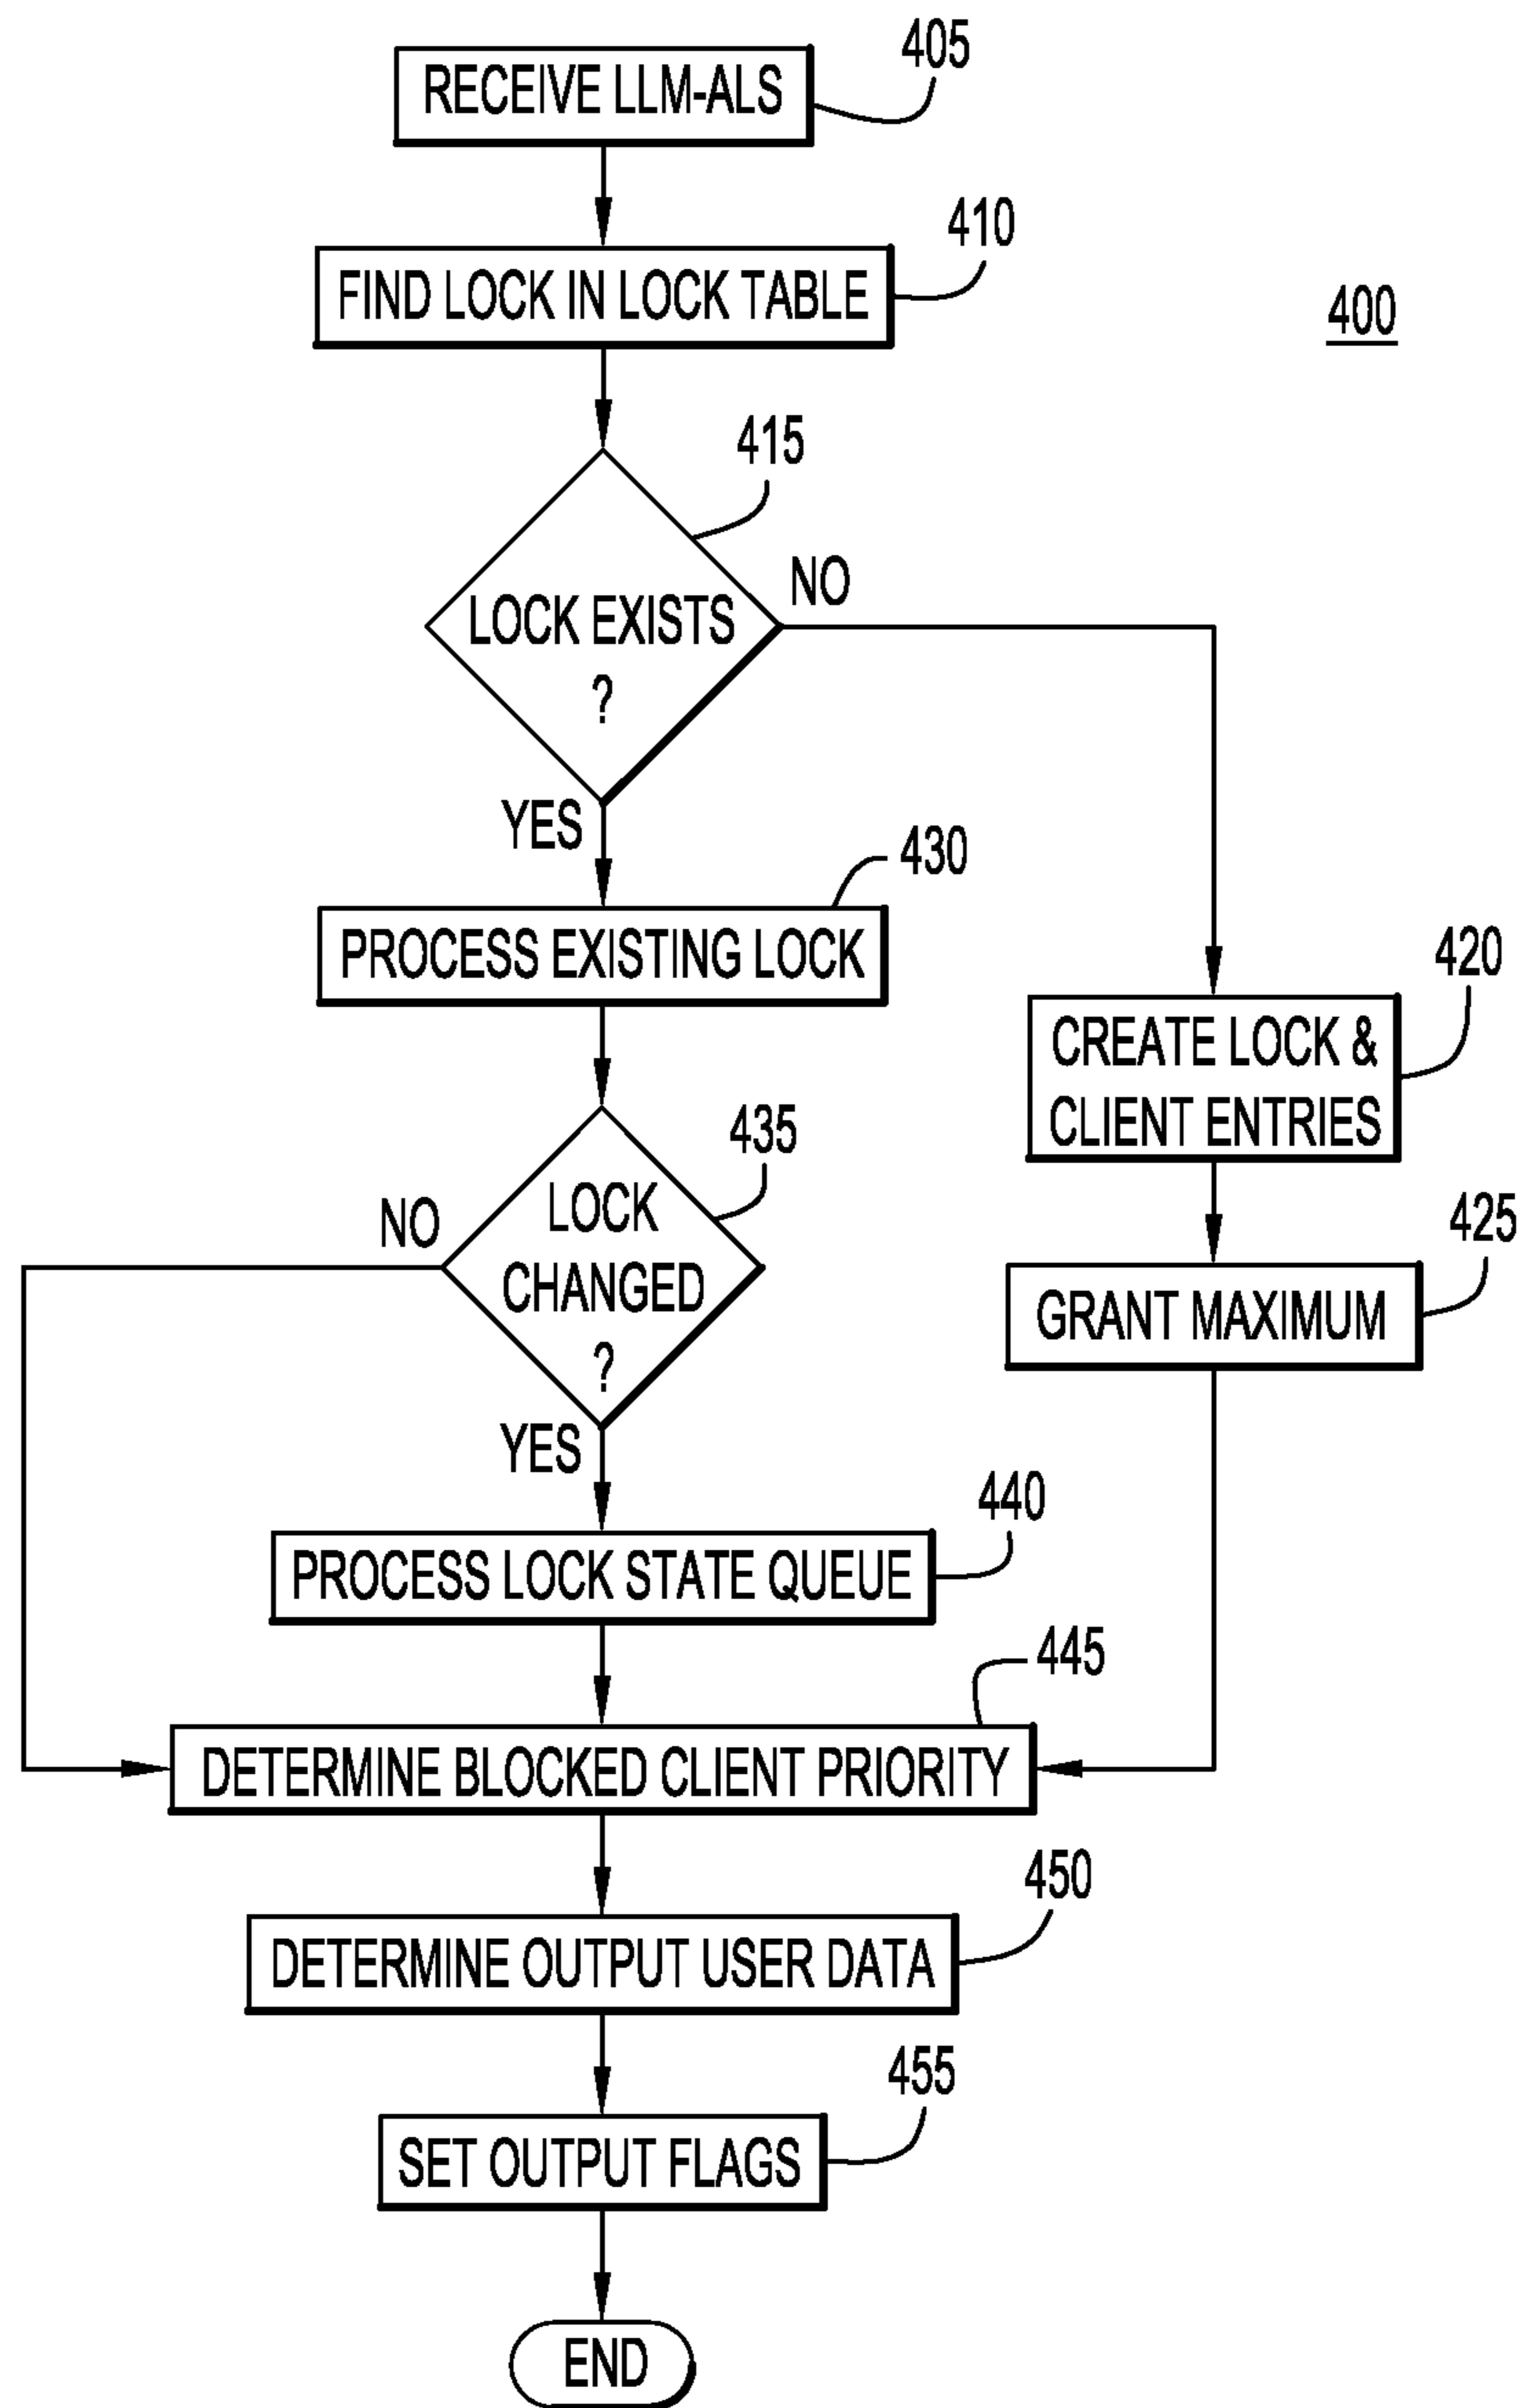 RECEIVE LLM-ALS
405
FIND LOCK IN LOCK TABLE
410
400
415
LOCK EXISTS
?
NO
YES
430
PROCESS EXISTING LOCK
420
CREATE LOCK &
CLIENT ENTRIES
435
LOCK
CHANGED
?
NO
YES
425
GRANT MAXIMUM
440
PROCESS LOCK STATE QUEUE
445
DETERMINE BLOCKED CLIENT PRIORITY
450
DETERMINE OUTPUT USER DATA
455
SET OUTPUT FLAGS
END